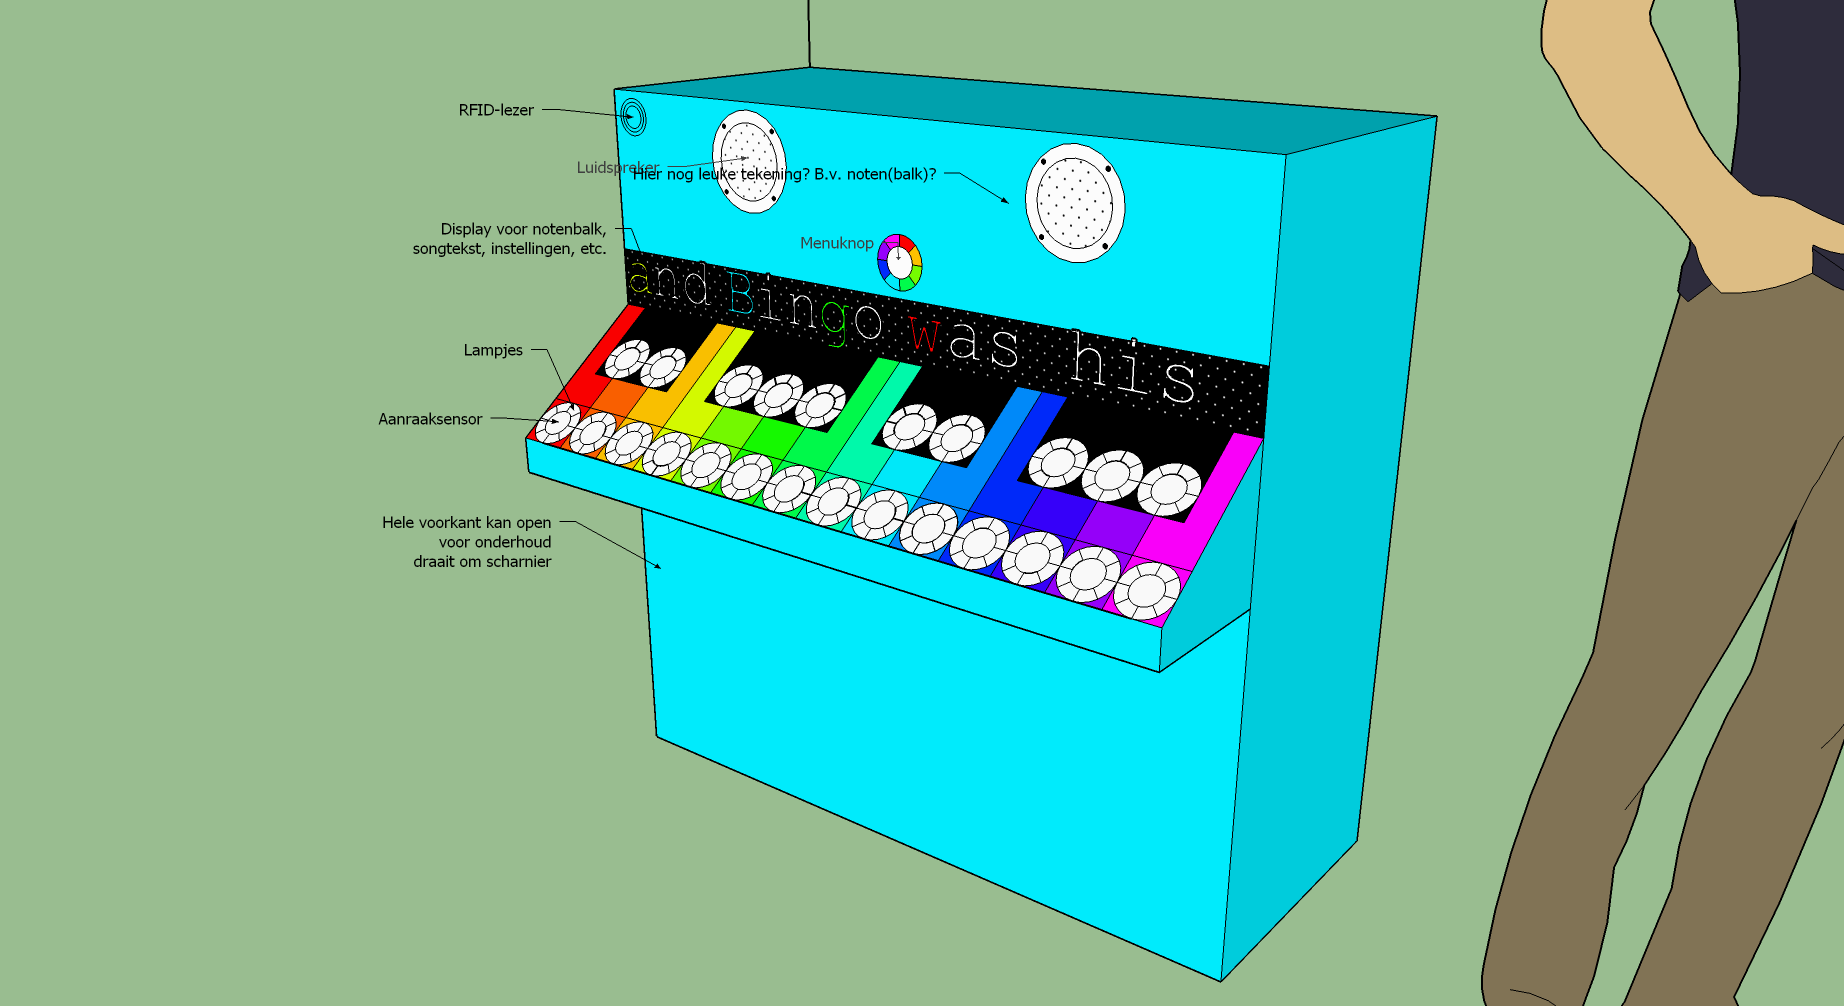 RFID-lezer
Luidspreker
Hier nog leuke tekening? B.v. noten(balk)?
Display voor notenbalk,
songtekst, instellingen, etc.
Menuknop
and Bingo was his
Lampjes
Aanraaksensor
Hele voorkant kan open
voor onderhoud
draait om scharnier